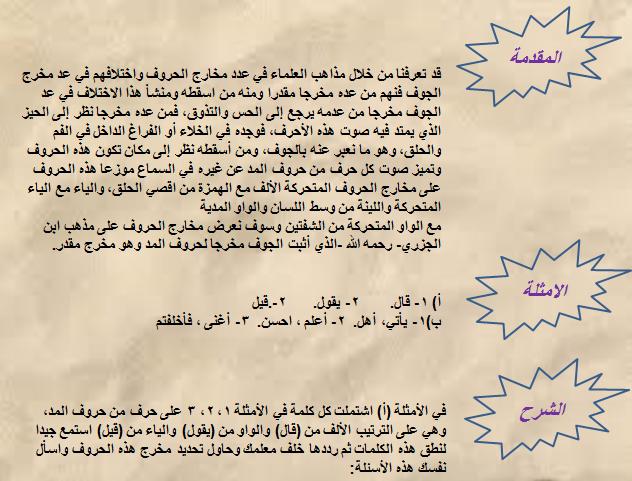 المقدمة
قد تعرفنا من خلال مذاهب العلماء في عدد مخارج الحروف واختلافهم في عد مخرج
الجوف فنهم من عده مخرجا مقدرا ومنه من اسقطه ومنشأ هذا الاختلاف في عد
الجوف مخرجا من عدمه يرجع إلى الحس والتذوق، فمن عده مخرجا نظر إلى الحيز
الذي يمتد فيه صوت هذه الأحرف، فوجده في الخلاء أو الفراغ الداخل في الفم
والحلق، وهو ما نعبر عنه بالجوف، ومن أسقطه نظر إلى مكان تكون هذه الحروف
وتميز صوت كل حرف من حروف المد عن غيره في السماع موزعا هذه الحروف
على مخارج الحروف المتحركة الألف مع الهمزة من اقصي الحلق، والياء مع الياء
المتحركة واللينة من وسط اللسان والواو المدية
مع الواو المتحركة من الشفتين وسوف نعرض مخارج الحروف على مذهب ابن
الجزري- رحمه الله -الذي أثبت الجوف مخرجا لحروف المد وهو مخرج مقدر.
الامثلة
أ) ١- قال. ٢- يقول. ٢-.قيل
ب)١- يأتي، أهل. ٢- أعلم ، احسن. ٣- أغنى ، فأخلفتم
الشرح
في الأمثلة (أ) اشتملت كل كلمة في الأمثلة ١، ٢، ٣ على حرف من حروف المد،
وهي على الترتيب الألف من (قال) والواو من (يقول) والياء من (قيل) استمع جيدا
لنطق هذه الكلمات ثم رددها خلف معلمك وحاول تحديد مخرج هذه الحروف واسأل
نفسك هذه الأسئلة: